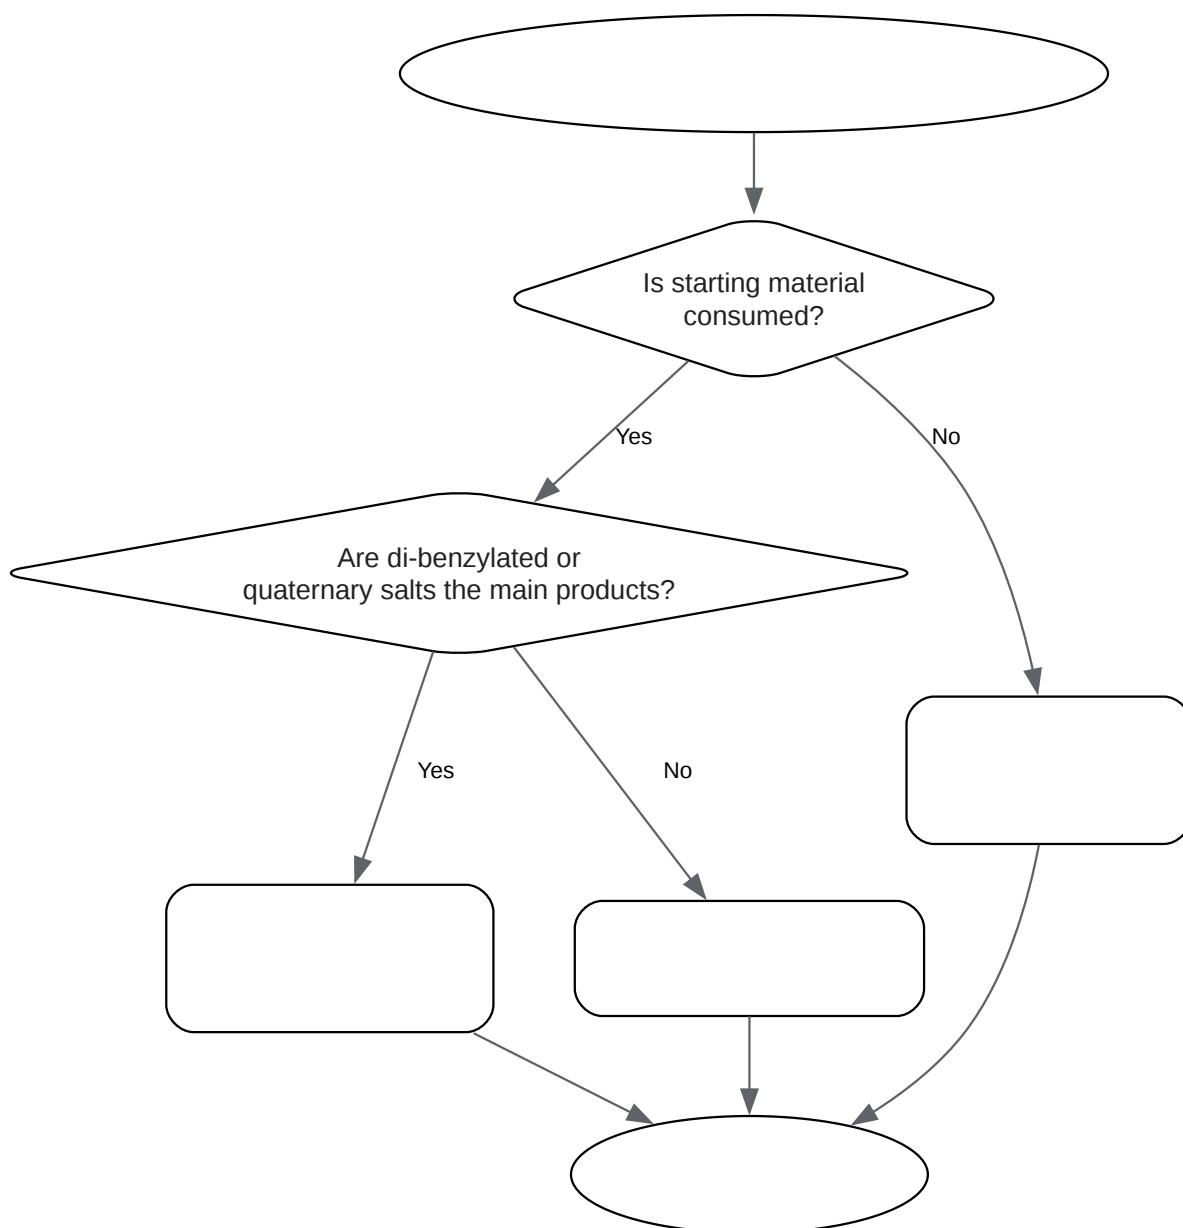 Is starting material
consumed?
Yes
No
Are di-benzylated or
quaternary salts the main products?
Yes
No